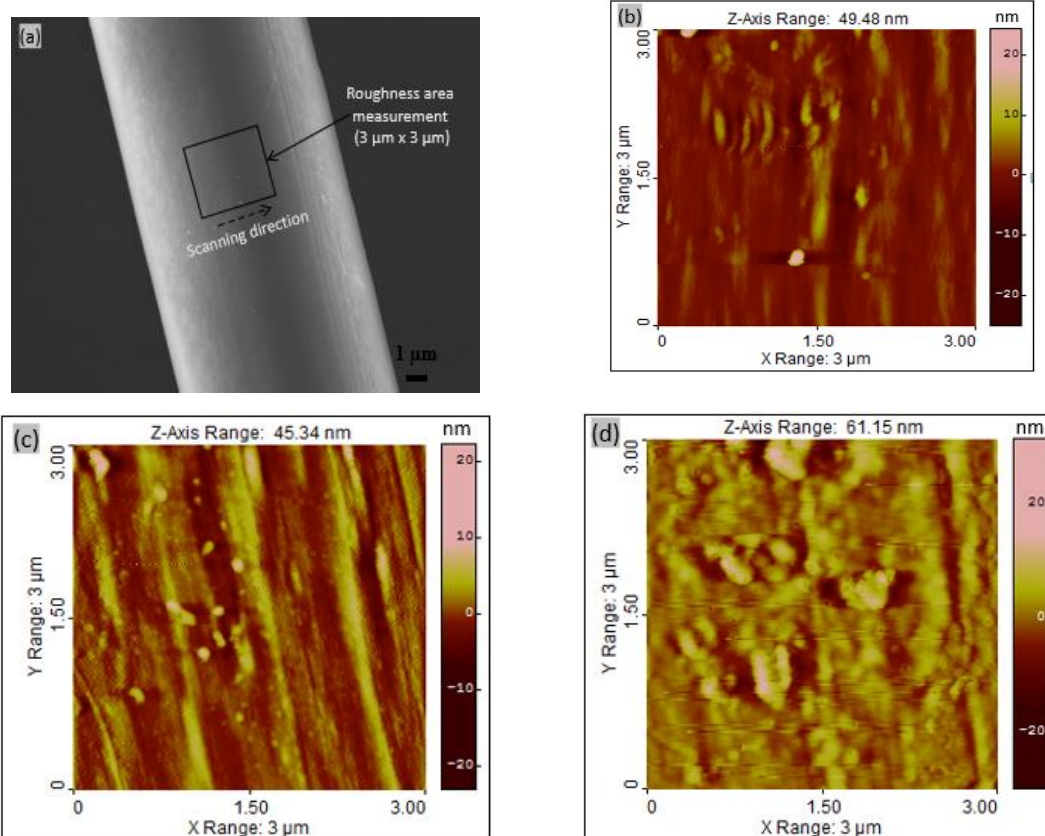 (a)
Roughness area
measurement
(3 µm x 3 µm)
Scanning direction
1 µm
(b)
Z-Axis Range: 49.48 nm
nm
3.00
1.50
0
Y Range: 3 µm
0
1.50
3.00
X Range: 3 µm
20
10
0
−10
−20
(c)
Z-Axis Range: 45.34 nm
nm
3.00
1.50
0
Y Range: 3 µm
0
1.50
3.00
X Range: 3 µm
20
10
0
−10
−20
(d)
Z-Axis Range: 61.15 nm
nm
3.00
1.50
0
Y Range: 3 µm
0
1.50
3.00
X Range: 3 µm
20
0
−20